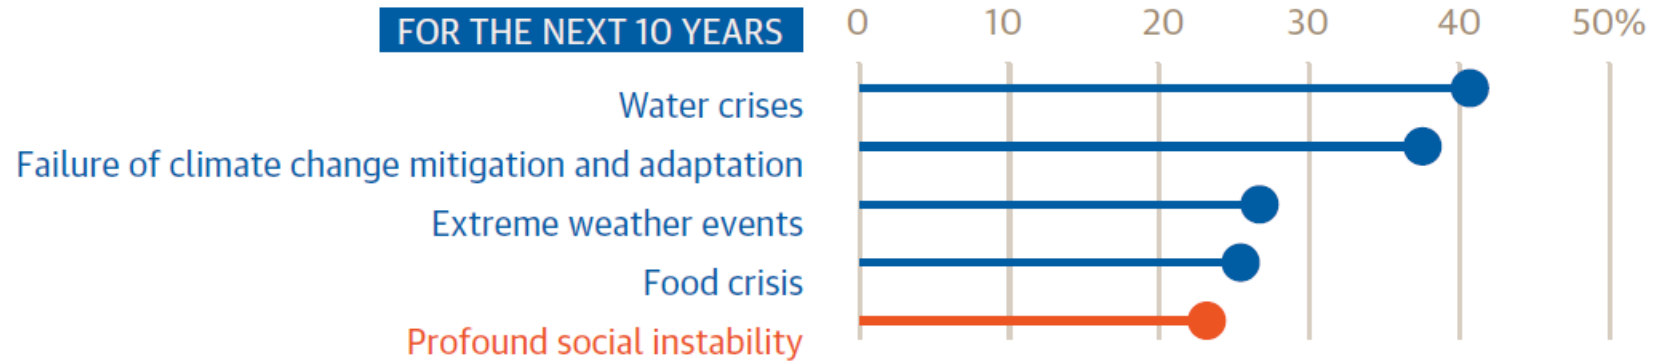 FOR THE NEXT 10 YEARS
0 10 20 30 40 50%
Water crises
Failure of climate change mitigation and adaptation
Extreme weather events
Food crisis
Profound social instability